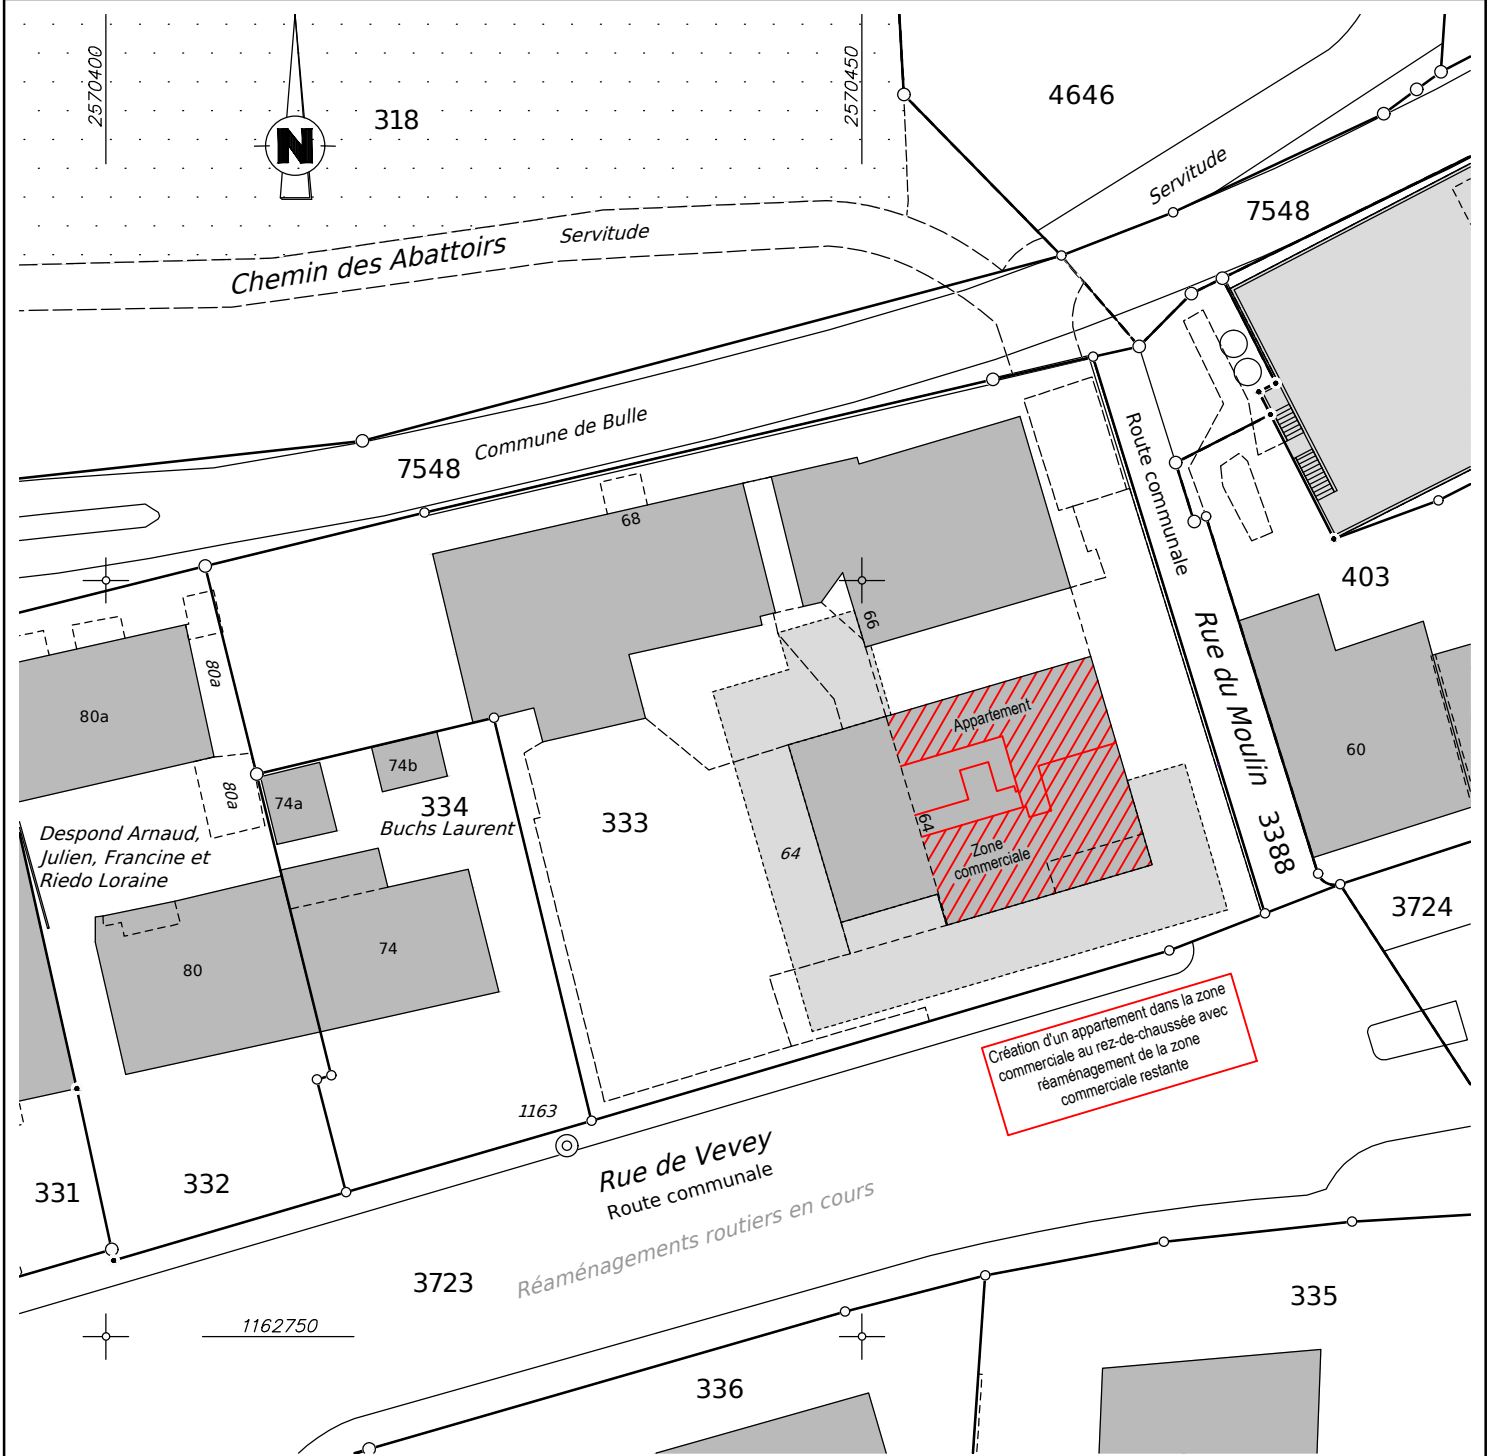 2570400
2570450
N
318
4646
Servitude
7548
Chemin des Abattoirs
Servitude
Commune de Bulle
7548
Route communale
68
403
66
80a
80a
Rue du Moulin
3388
Appartement
60
74b
80a
74a
334
Buchs Laurent
333
64
64
Zone
commerciale
Despond Arnaud,
Julien, Francine et
Riedo Loraine
3724
80
74
Création d'un appartement dans la zone
commerciale au rez-de-chaussée avec
réaménagement de la zone
commerciale restante
1163
Rue de Vevey
Route communale
331
332
Réaménagements routiers en cours
3723
335
1162750
336